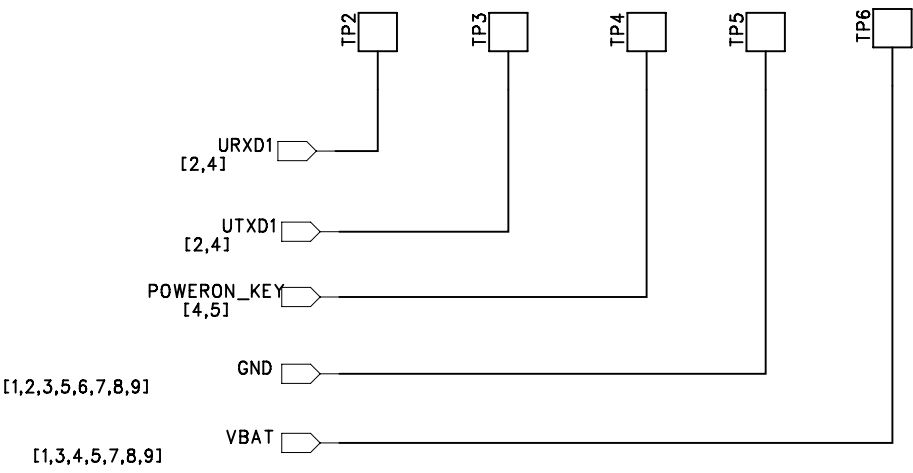 TP2
TP3
TP4
TP5
TP6
URXD1
[2,4]
UTXD1
[2,4]
POWERON_KEY
[4,5]
GND
[1,2,3,5,6,7,8,9]
VBAT
[1,3,4,5,7,8,9]